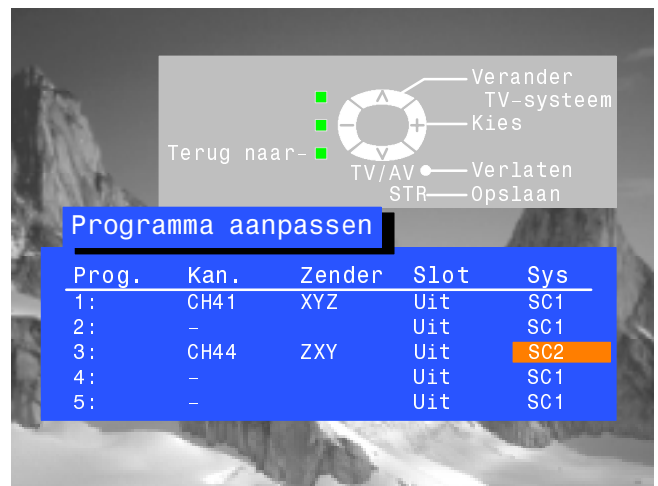 Verander
TV-systeem
Kies
Terug naar-
TV/AV
Verlaten
STR
Opslaan
Programma aanpassen
Prog. Kan. Zender Slot Sys
1: CH41 XYZ Uit SC1
2: – Uit SC1
3: CH44 ZXY Uit SC2
4: – Uit SC1
5: – Uit SC1